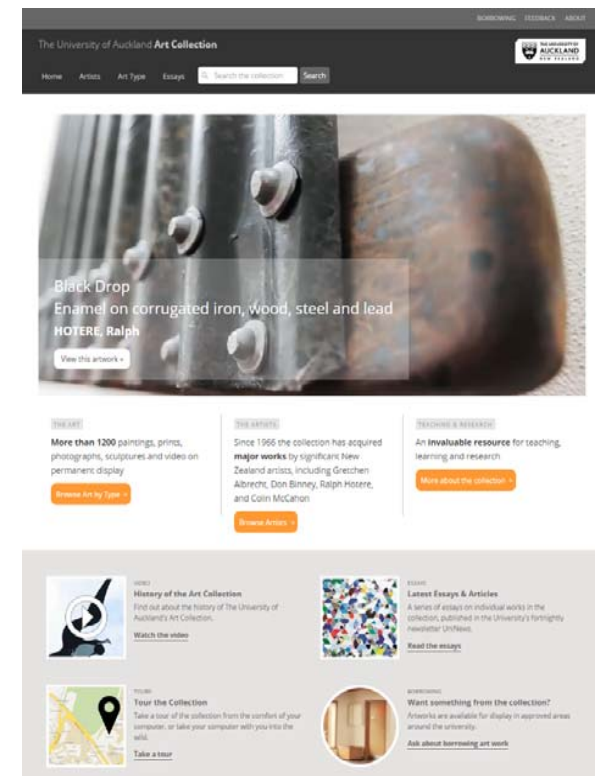 BORROWING FEEDBACK ABOUT
The University of Auckland Art Collection
THE UNIVERSITY OF
AUCKLAND
NEW ZEALAND
Home Artists Art Type Essays Search the collection Search
Black Drop
Enamel on corrugated iron, wood, steel and lead
HOTERE, Ralph
View this artwork »
THE ART
More than 1200 paintings, prints,
photographs, sculptures and video on
permanent display
Browse Art by Type »
THE ARTISTS
Since 1966 the collection has acquired
major works by significant New
Zealand artists, including Gretchen
Albrecht, Don Binney, Ralph Hotere,
and Colin McCahon
Browse Artists »
TEACHING & RESEARCH
An invaluable resource for teaching,
learning and research
More about the collection »
VIDEO
History of the Art Collection
Find out about the history of The University of
Auckland's Art Collection.
Watch the video
ESSAYS
Latest Essays & Articles
A series of essays on individual works in the
collection, published in the University's fortnightly
newsletter UniNews.
Read the essays
TOURS
Tour the Collection
Take a tour of the collection from the comfort of your
computer, or take your computer with you into the
wild.
Take a tour
BORROWING
Want something from the collection?
Artworks are available for display in approved areas
around the university.
Ask about borrowing art work